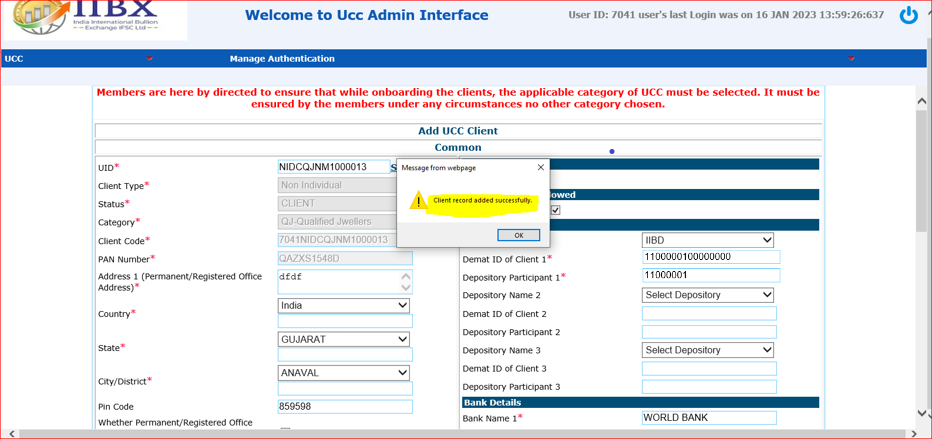 IIBX
India International Bullion
Exchange IFSC Ltd
Welcome to Ucc Admin Interface
User ID: 7041 user's last Login was on 16 JAN 2023 13:59:26:637
UCC
Manage Authentication
Members are here by directed to ensure that while onboarding the clients, the applicable category of UCC must be selected. It must be
ensured by the members under any circumstances no other category chosen.
Add UCC Client
Common
UID*
NIDCQJNM1000013
S
Client Type*
Non Individual
Status*
CLIENT
Category*
QJ-Qualified Jwellers
Client Code*
7041NIDCQJNM1000013
PAN Number*
QAZXS1548D
Address 1 (Permanent/Registered Office
Address)*
dfdf
Country*
India
State*
GUJARAT
City/District*
ANAVAL
Pin Code
859598
Whether Permanent/Registered Office
Message from webpage
Client record added successfully.
OK
owed
IIBD
Demat ID of Client 1*
1100000100000000
Depository Participant 1*
11000001
Depository Name 2
Select Depository
Demat ID of Client 2
Depository Participant 2
Depository Name 3
Select Depository
Demat ID of Client 3
Depository Participant 3
Bank Details
Bank Name 1*
WORLD BANK